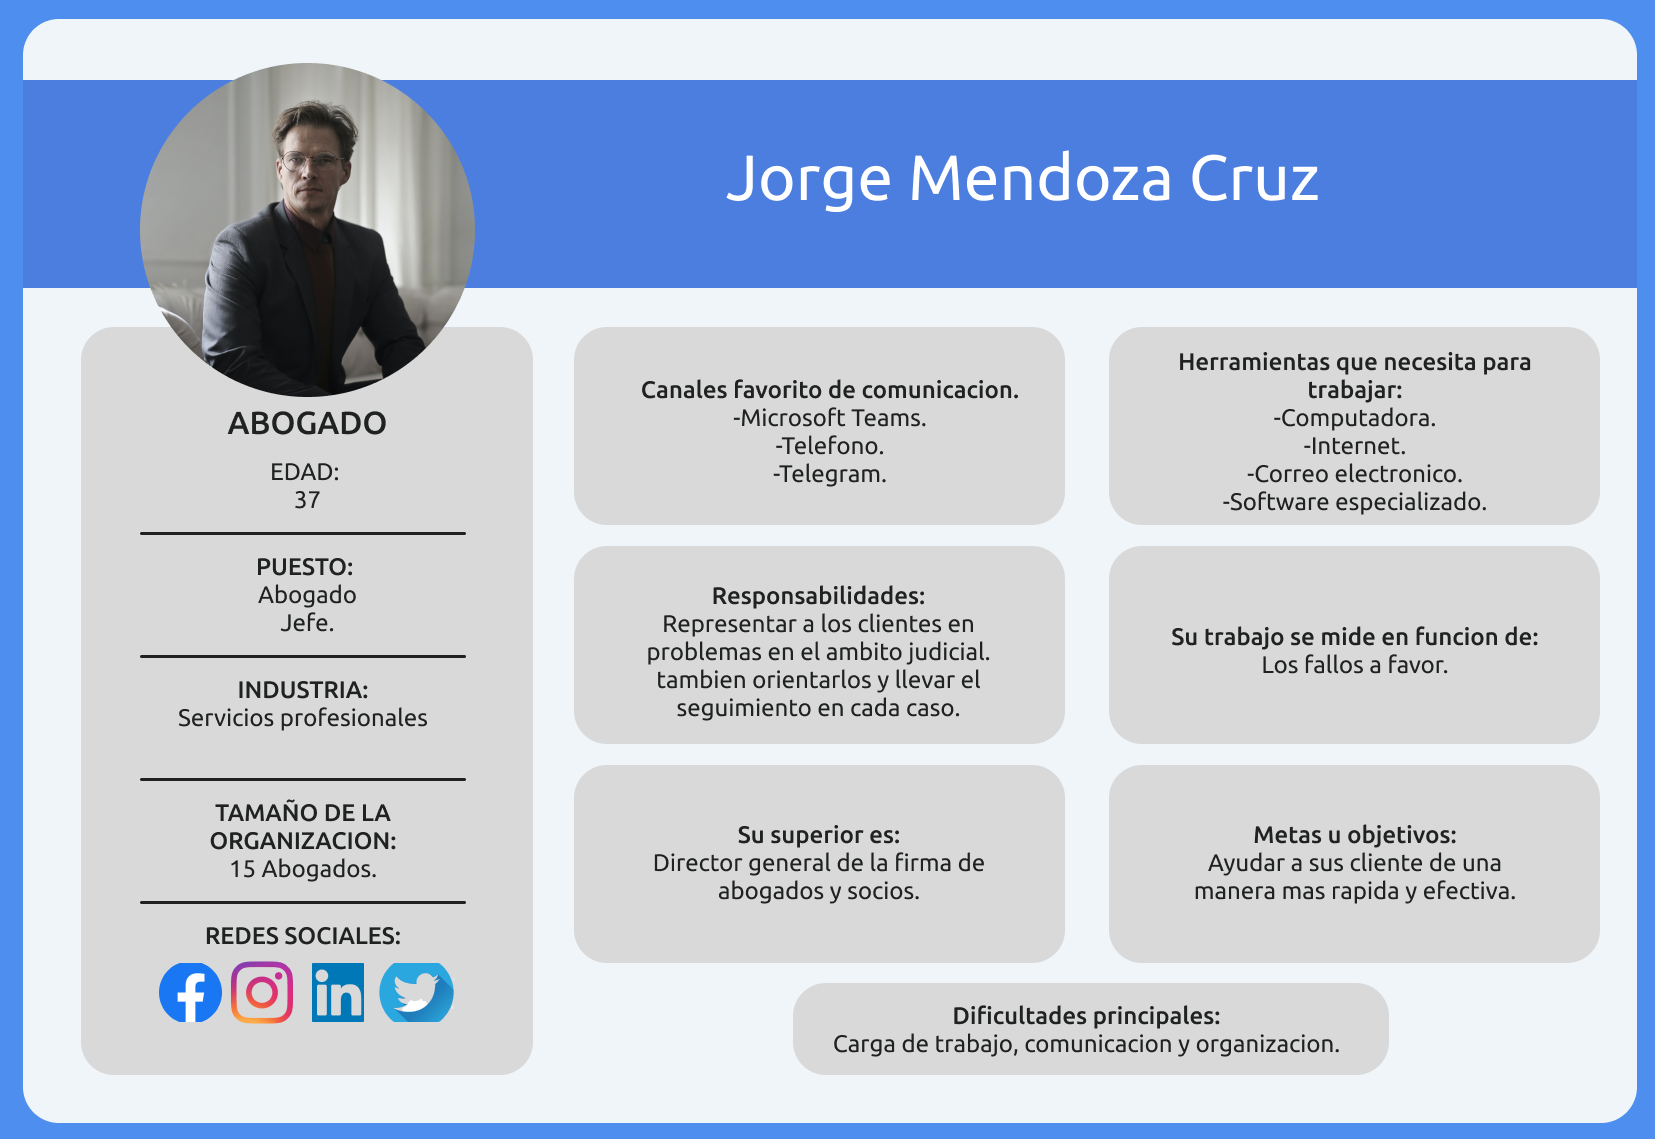 Jorge Mendoza Cruz
ABOGADO
EDAD:
37
PUESTO:
Abogado
Jefe.
INDUSTRIA:
Servicios profesionales
TAMAÑO DE LA
ORGANIZACION:
15 Abogados.
REDES SOCIALES:
in
Canales favorito de comunicacion.
-Microsoft Teams.
-Telefono.
-Telegram.
Herramientas que necesita para
trabajar:
-Computadora.
-Internet.
-Correo electronico.
-Software especializado.
Responsabilidades:
Representar a los clientes en
problemas en el ambito judicial.
tambien orientarlos y llevar el
seguimiento en cada caso.
Su trabajo se mide en funcion de:
Los fallos a favor.
Su superior es:
Director general de la firma de
abogados y socios.
Metas u objetivos:
Ayudar a sus cliente de una
manera mas rapida y efectiva.
Dificultades principales:
Carga de trabajo, comunicacion y organizacion.